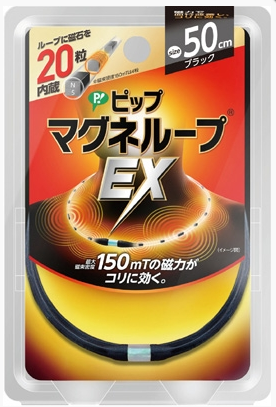 ループに磁石を
20粒
内蔵
N
S
size 50cm
ブラック
P! ピップ
マグネループ®
EX
(イメージ図)
最大
磁束密度 150mTの磁力が
コリに効く。